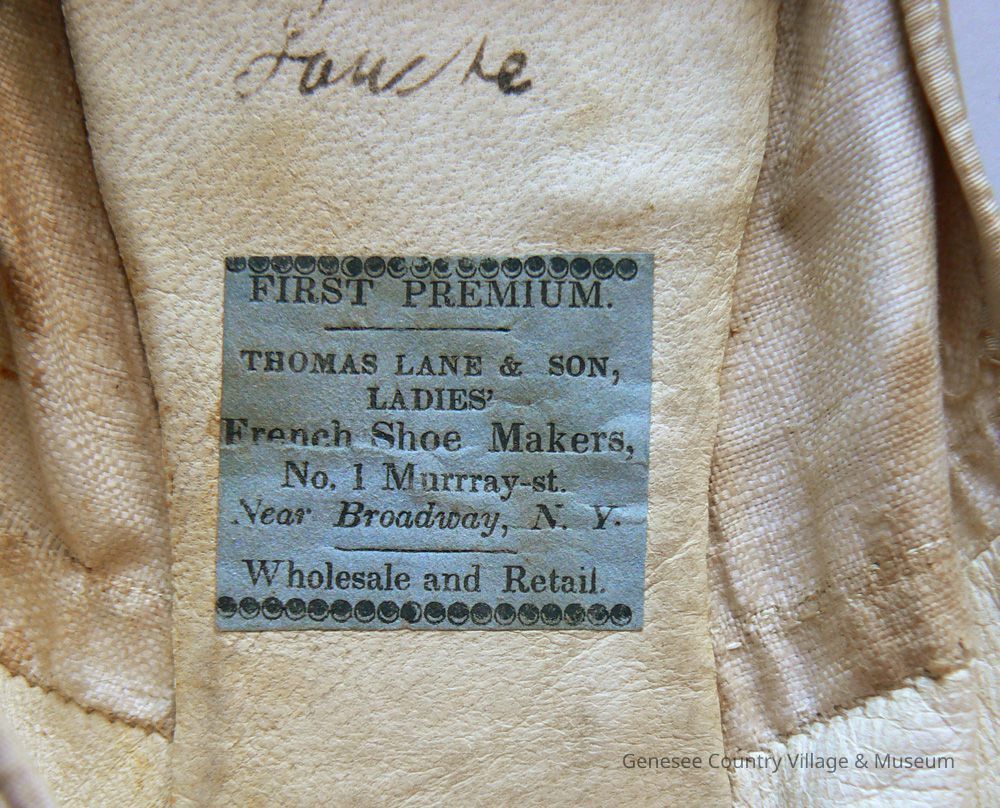 Gauche
FIRST PREMIUM.
THOMAS LANE & SON,
LADIES'
French Shoe Makers,
No. 1 Murrray-st.
Near Broadway, N. Y.
Wholesale and Retail.
Genesee Country Village & Museum